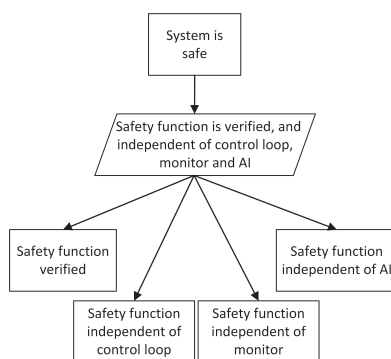 System is
safe
Safety function is verified, and
independent of control loop,
monitor and AI
Safety function
verified
Safety function
independent of
control loop
Safety function
independent of
monitor
Safety function
independent of AI